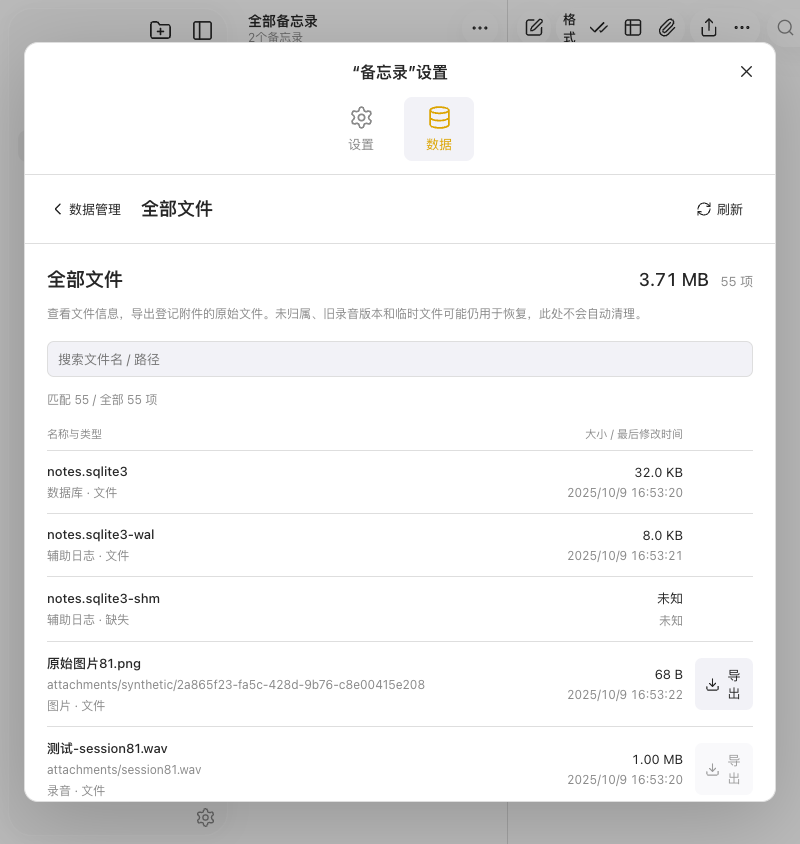 全部备忘录
2个备忘录
格式
“备忘录”设置
设置
数据
数据管理
全部文件
刷新
全部文件
3.71 MB
55 项
查看文件信息，导出登记附件的原始文件。未归属、旧录音版本和临时文件可能仍用于恢复，此处不会自动清理。
搜索文件名 / 路径
匹配 55 / 全部 55 项
名称与类型
大小 / 最后修改时间
notes.sqlite3
32.0 KB
数据库 · 文件
2025/10/9 16:53:20
notes.sqlite3-wal
8.0 KB
辅助日志 · 文件
2025/10/9 16:53:21
notes.sqlite3-shm
未知
辅助日志 · 缺失
未知
原始图片81.png
attachments/synthetic/2a865f23-fa5c-428d-9b76-c8e00415e208
图片 · 文件
68 B
2025/10/9 16:53:22
导出
测试-session81.wav
attachments/session81.wav
录音 · 文件
1.00 MB
2025/10/9 16:53:20
导出